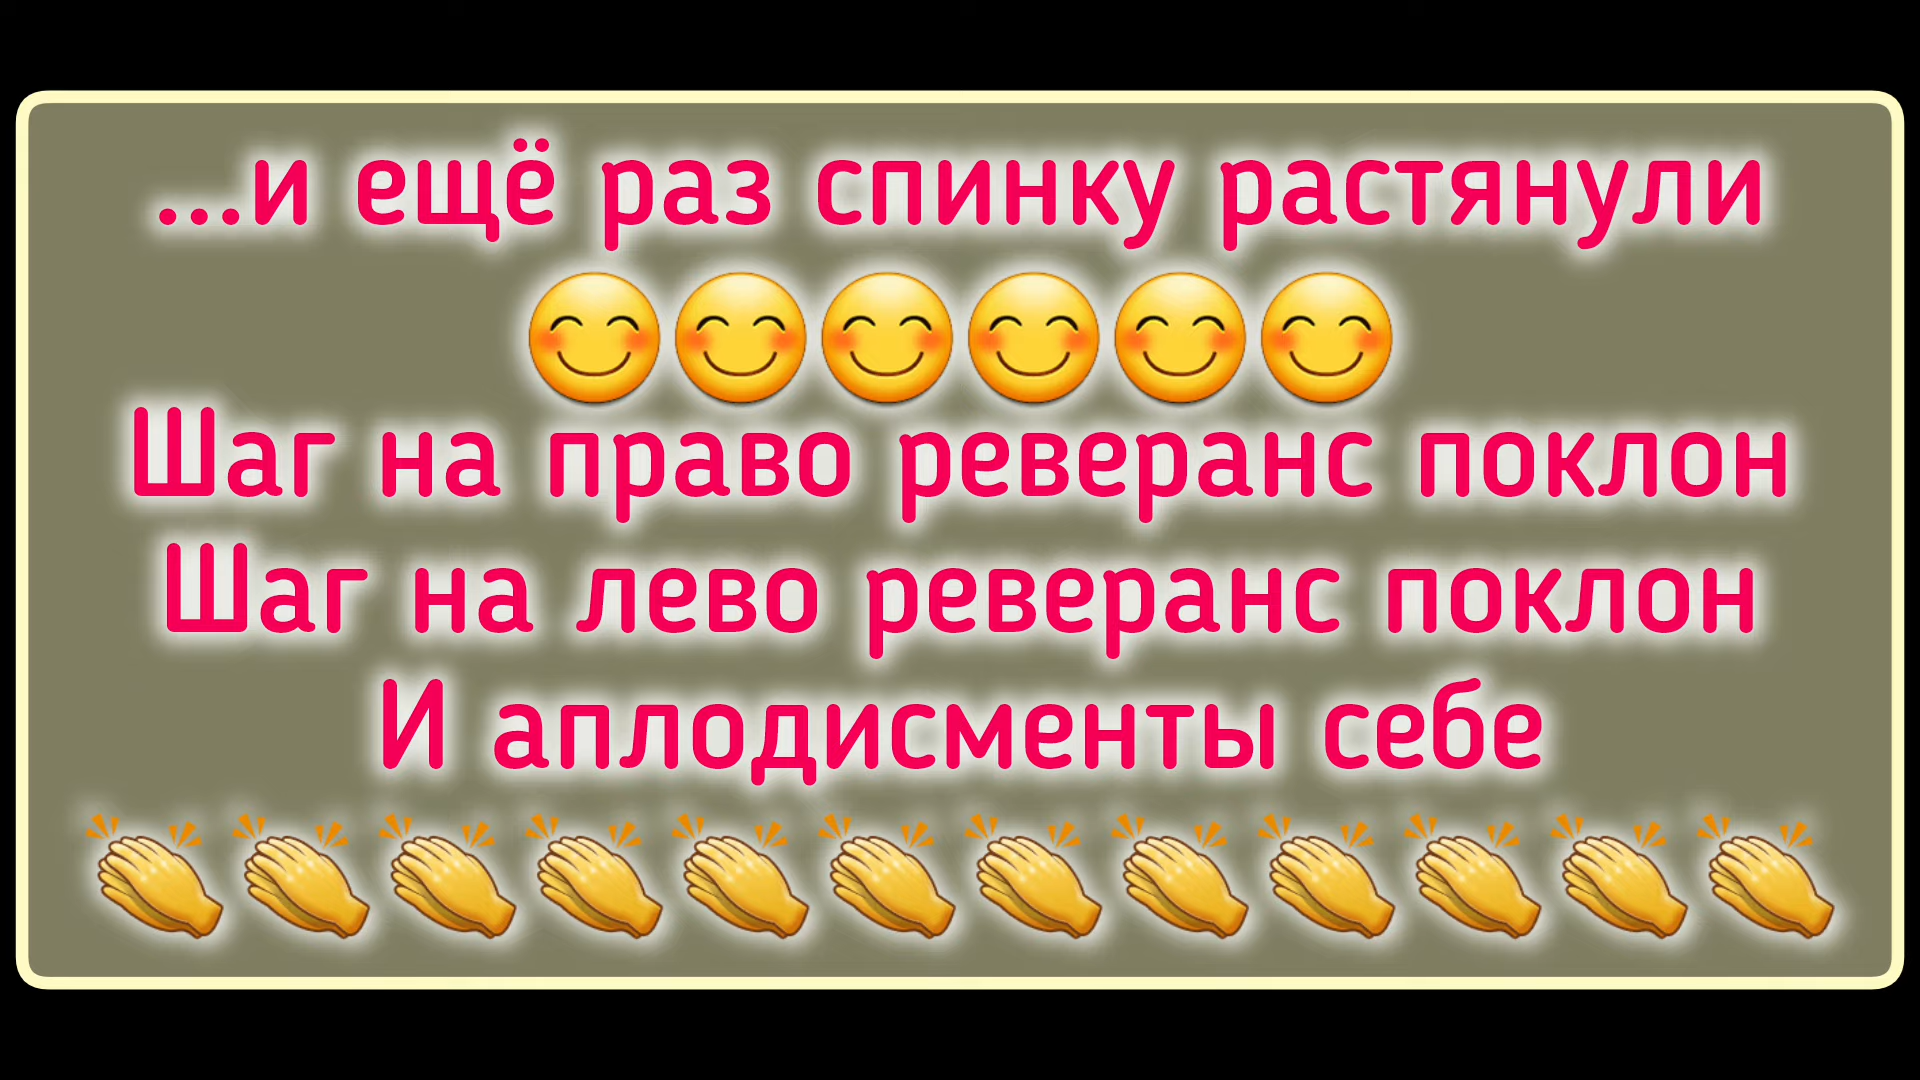 ...и ещё раз спинку растянули
😊😊😊😊😊😊
Шаг на право реверанс поклон
Шаг на лево реверанс поклон
И аплодисменты себе
👏👏👏👏👏👏👏👏👏👏👏👏